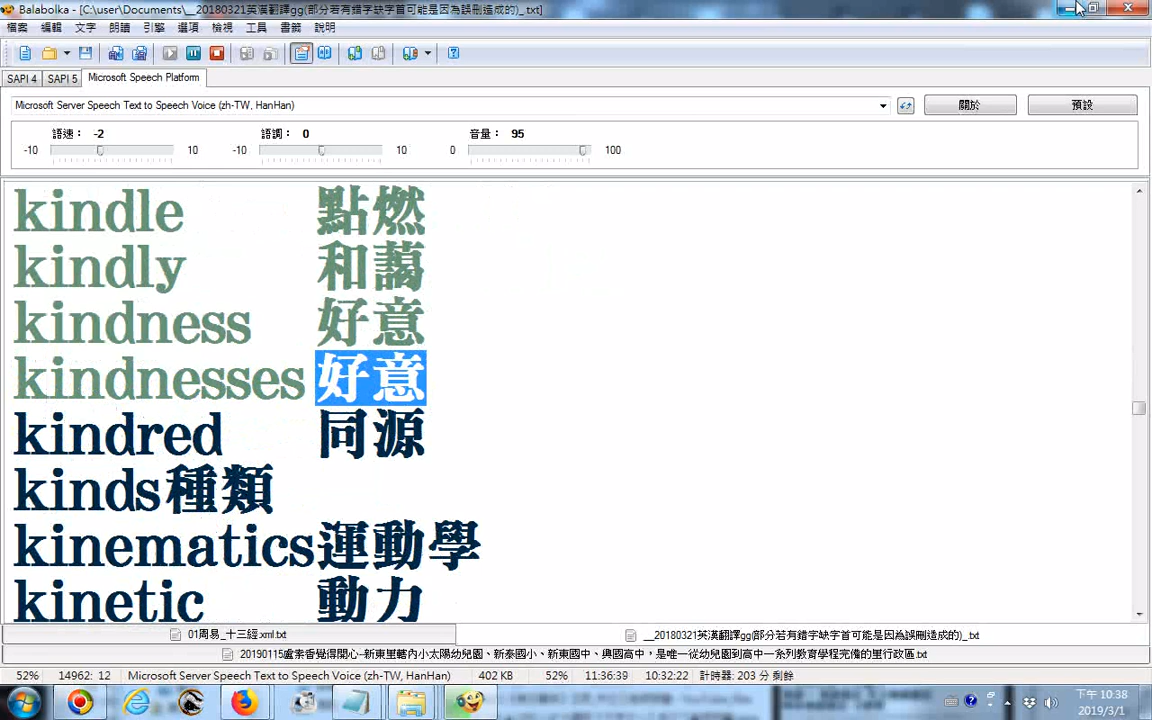 Balabolka - [C:\user\Documents\__20180321英漢翻譯gg(部分若有錯字缺字首可能是因為誤刪造成的)_.txt]
檔案 編輯 文字 朗讀 引擎 選項 檢視 工具 書籤 說明
SAPI 4 SAPI 5 Microsoft Speech Platform
Microsoft Server Speech Text to Speech Voice (zh-TW, HanHan) 關於 預設
語速： -2 語調： 0 音量： 95
-10 10 -10 10 0 100
kindle 點燃
kindly 和藹
kindness 好意
kindnesses 好意
kindred 同源
kinds種類
kinematics運動學
kinetic 動力
01周易_十三經.xml.txt __20180321英漢翻譯gg(部分若有錯字缺字首可能是因為誤刪造成的)_.txt
20190115盧素香覺得開心~新東里轄內小太陽幼兒園、新泰國小、新東國中、興國高中，是唯一從幼兒園到高中一系列教育學程完備的里行政區.txt
52% 14962: 12 Microsoft Server Speech Text to Speech Voice (zh-TW, HanHan) 402 KB 52% 11:36:39 10:32:22 計時器: 203 分 剩餘
下午 10:38
2019/3/1